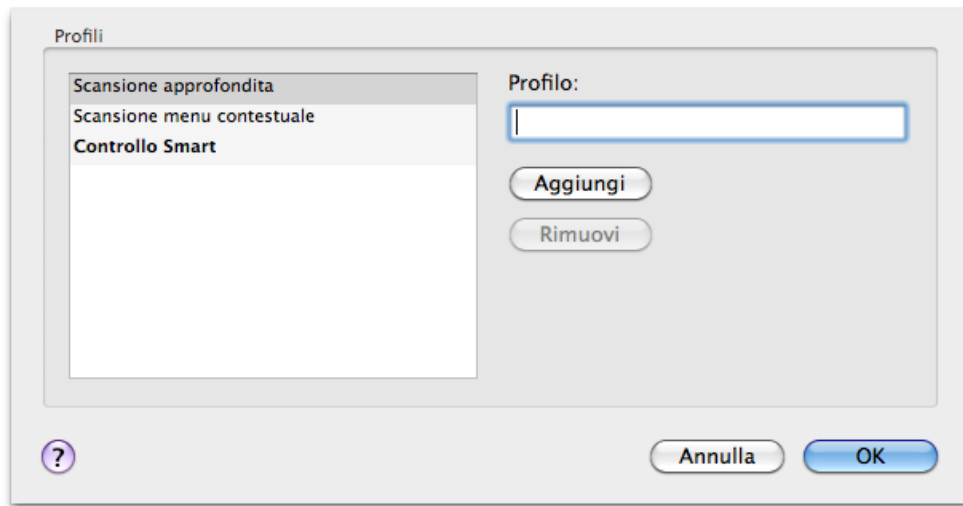 Profili
Scansione approfondita
Scansione menu contestuale
Controllo Smart
Profilo:
Aggiungi
Rimuovi
?
Annulla
OK